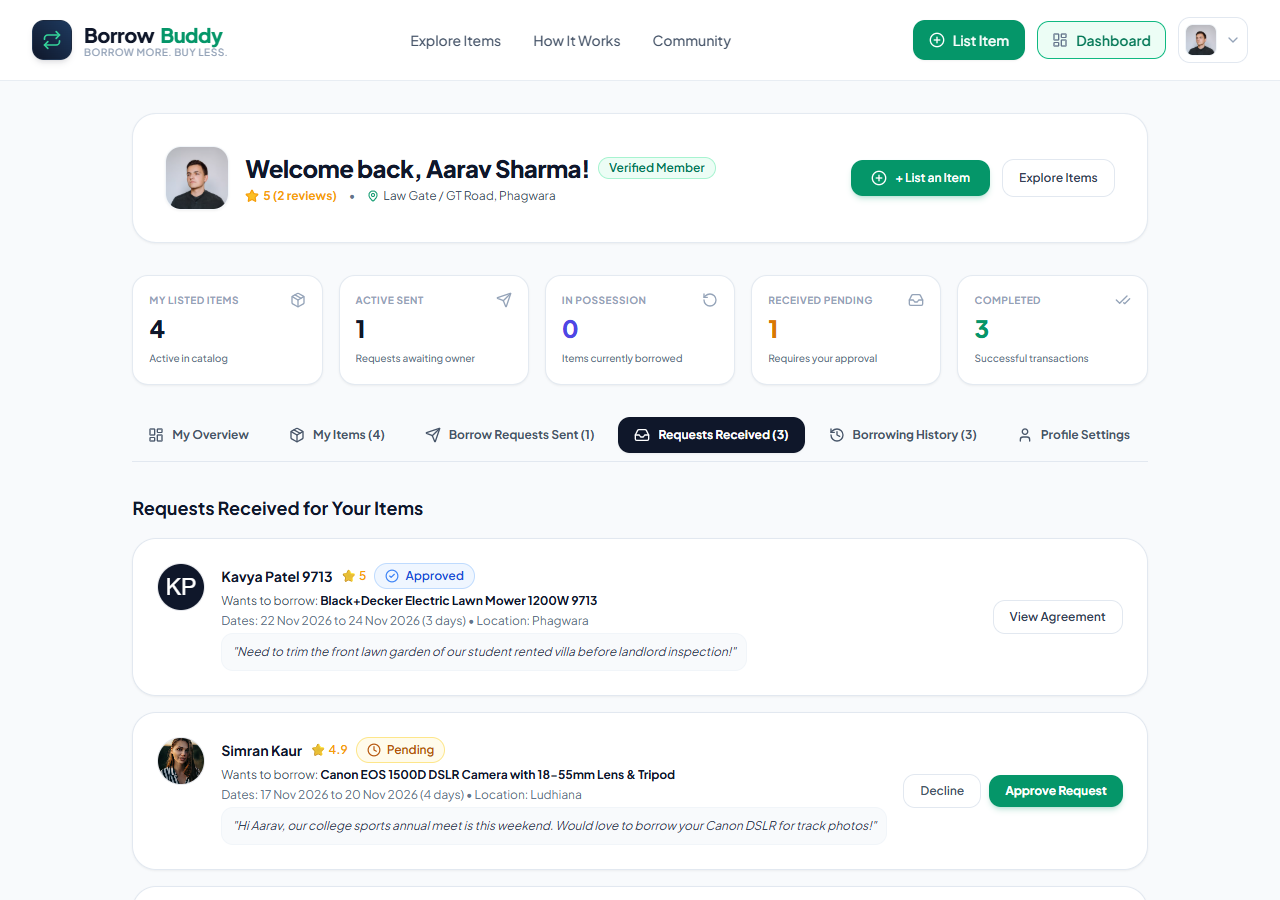 Borrow Buddy
BORROW MORE. BUY LESS.
Explore Items
How It Works
Community
List Item
Dashboard
Welcome back, Aarav Sharma!
Verified Member
5 (2 reviews) • Law Gate / GT Road, Phagwara
+ List an Item
Explore Items
MY LISTED ITEMS
4
Active in catalog
ACTIVE SENT
1
Requests awaiting owner
IN POSSESSION
0
Items currently borrowed
RECEIVED PENDING
1
Requires your approval
COMPLETED
3
Successful transactions
My Overview
My Items (4)
Borrow Requests Sent (1)
Requests Received (3)
Borrowing History (3)
Profile Settings
Requests Received for Your Items
KP
Kavya Patel 9713
5
Approved
Wants to borrow: Black+Decker Electric Lawn Mower 1200W 9713
Dates: 22 Nov 2026 to 24 Nov 2026 (3 days) • Location: Phagwara
"Need to trim the front lawn garden of our student rented villa before landlord inspection!"
View Agreement
Simran Kaur
4.9
Pending
Wants to borrow: Canon EOS 1500D DSLR Camera with 18-55mm Lens & Tripod
Dates: 17 Nov 2026 to 20 Nov 2026 (4 days) • Location: Ludhiana
"Hi Aarav, our college sports annual meet is this weekend. Would love to borrow your Canon DSLR for track photos!"
Decline
Approve Request